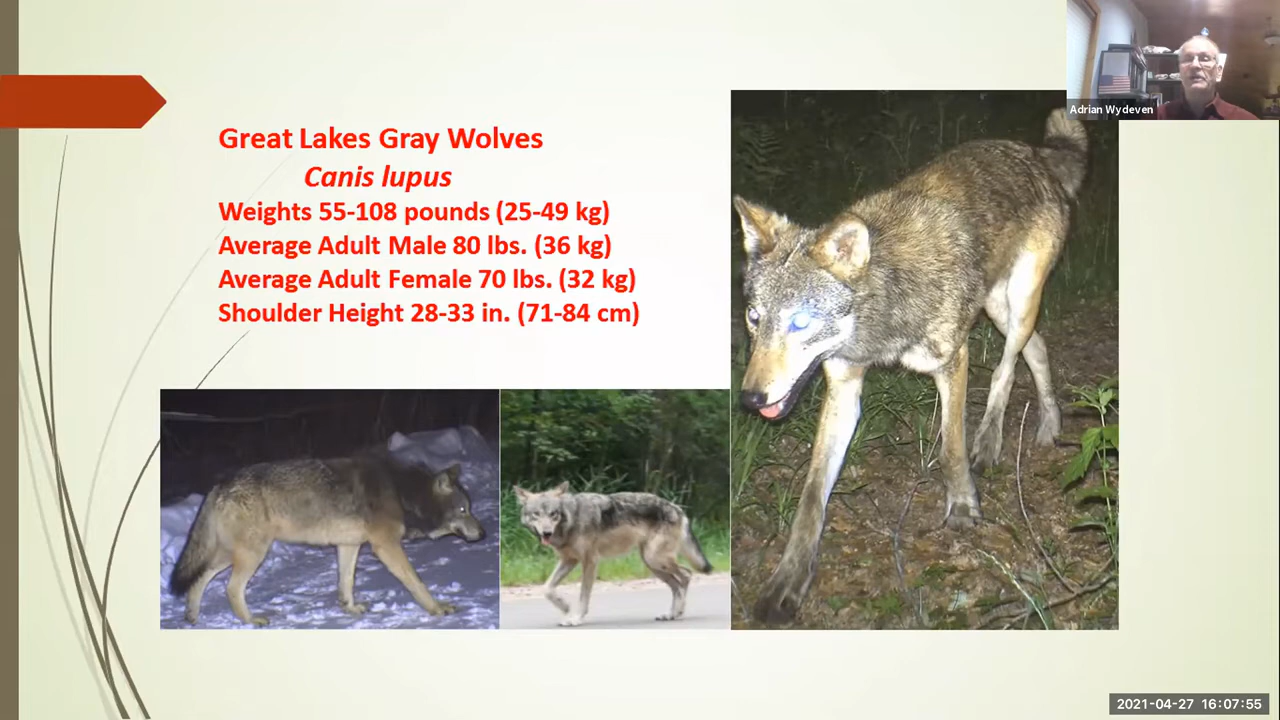 Great Lakes Gray Wolves
Canis lupus
Weights 55-108 pounds (25-49 kg)
Average Adult Male 80 lbs. (36 kg)
Average Adult Female 70 lbs. (32 kg)
Shoulder Height 28-33 in. (71-84 cm)
Adrian Wydeven
2021-04-27 16:07:55